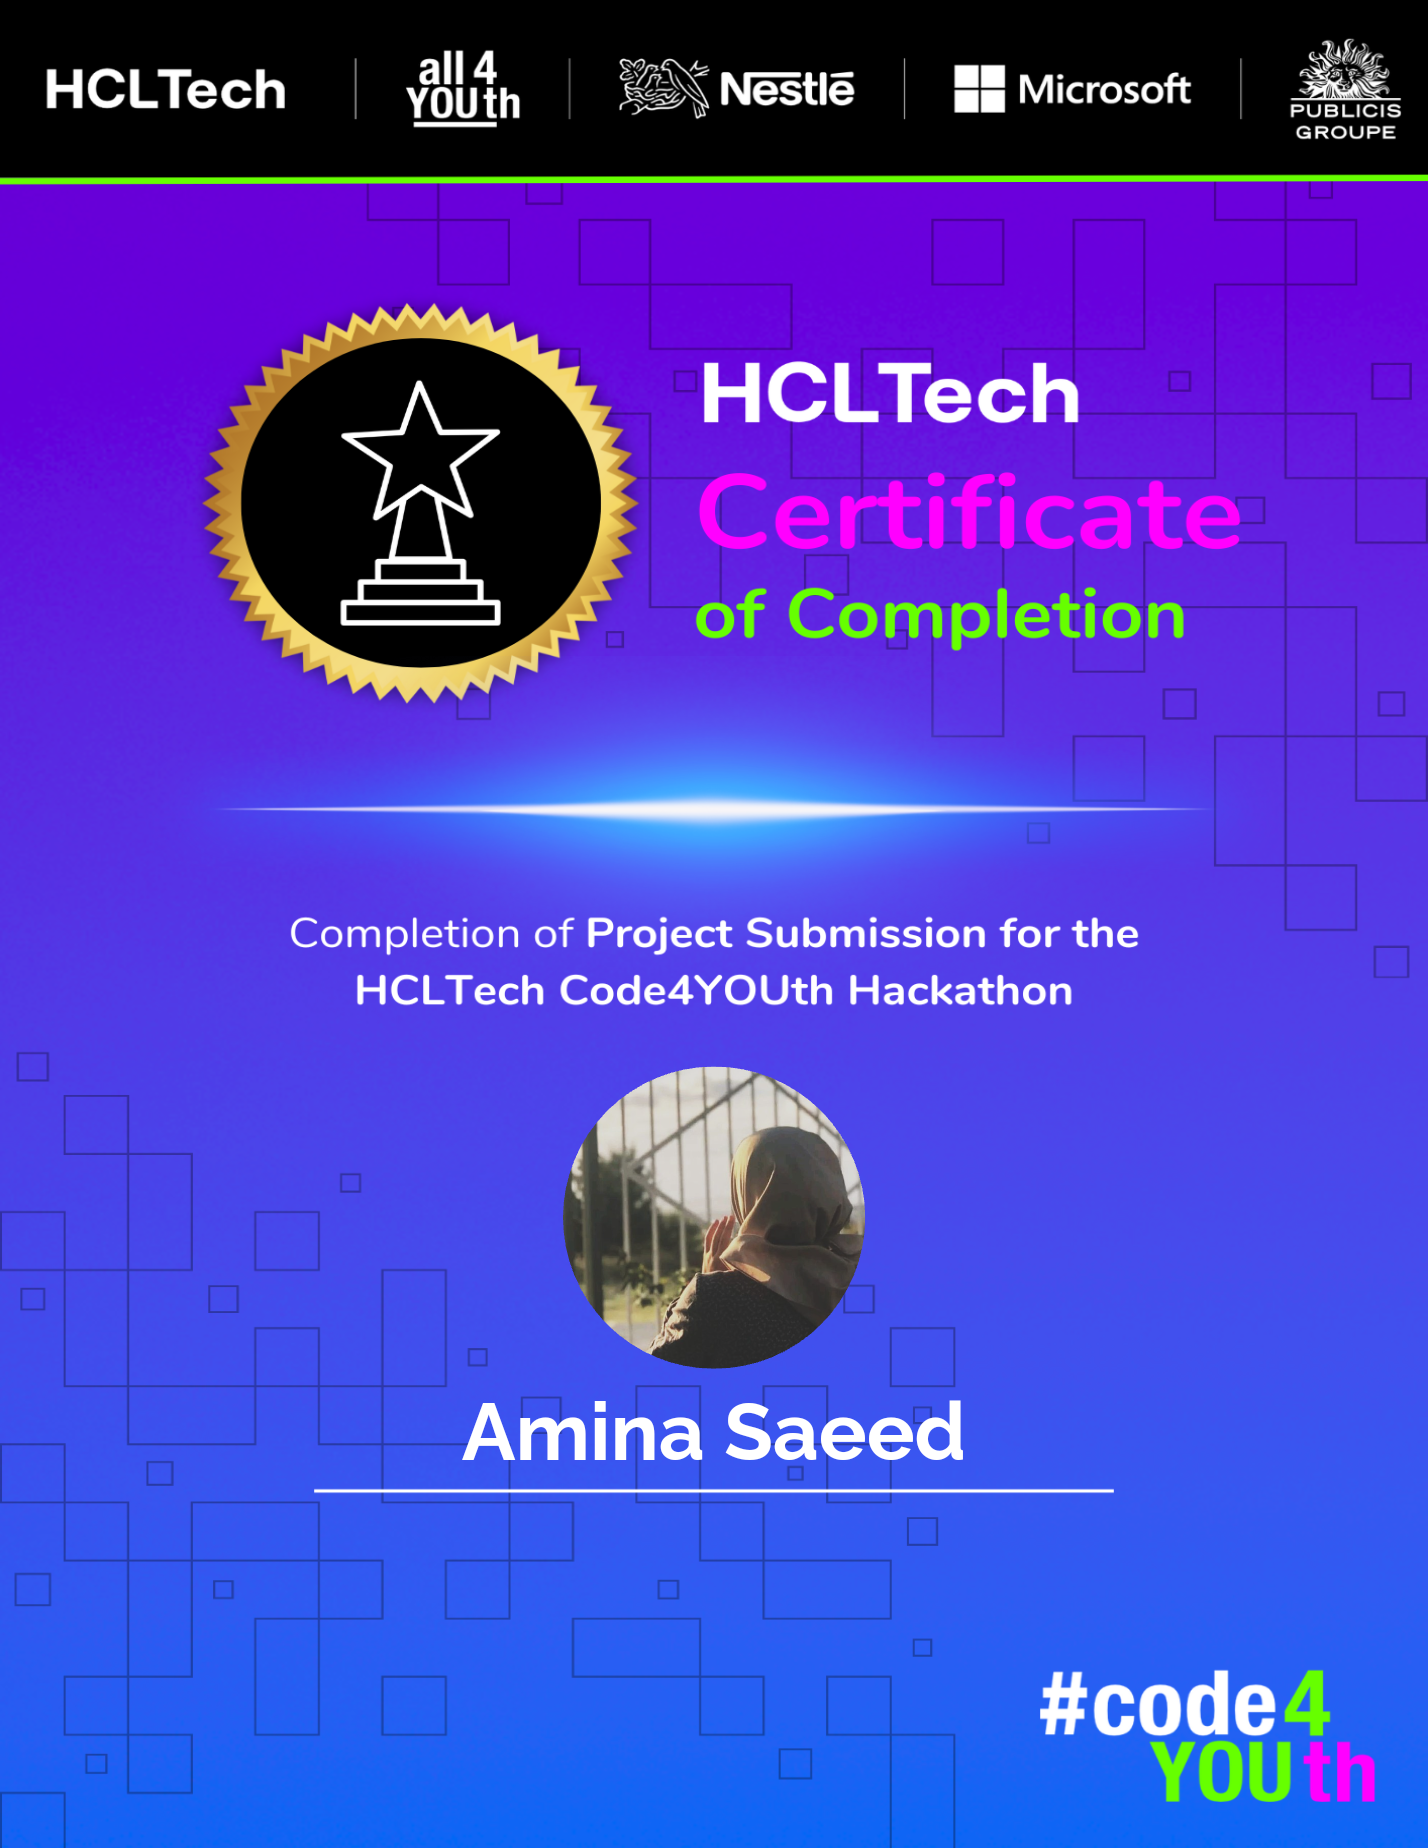 HCLTech
all 4
YOUth
Nestlé
Microsoft
PUBLICIS
GROUPE
HCLTech
Certificate
of Completion
Completion of Project Submission for the
HCLTech Code4YOUth Hackathon
Amina Saeed
#code4
YOUth